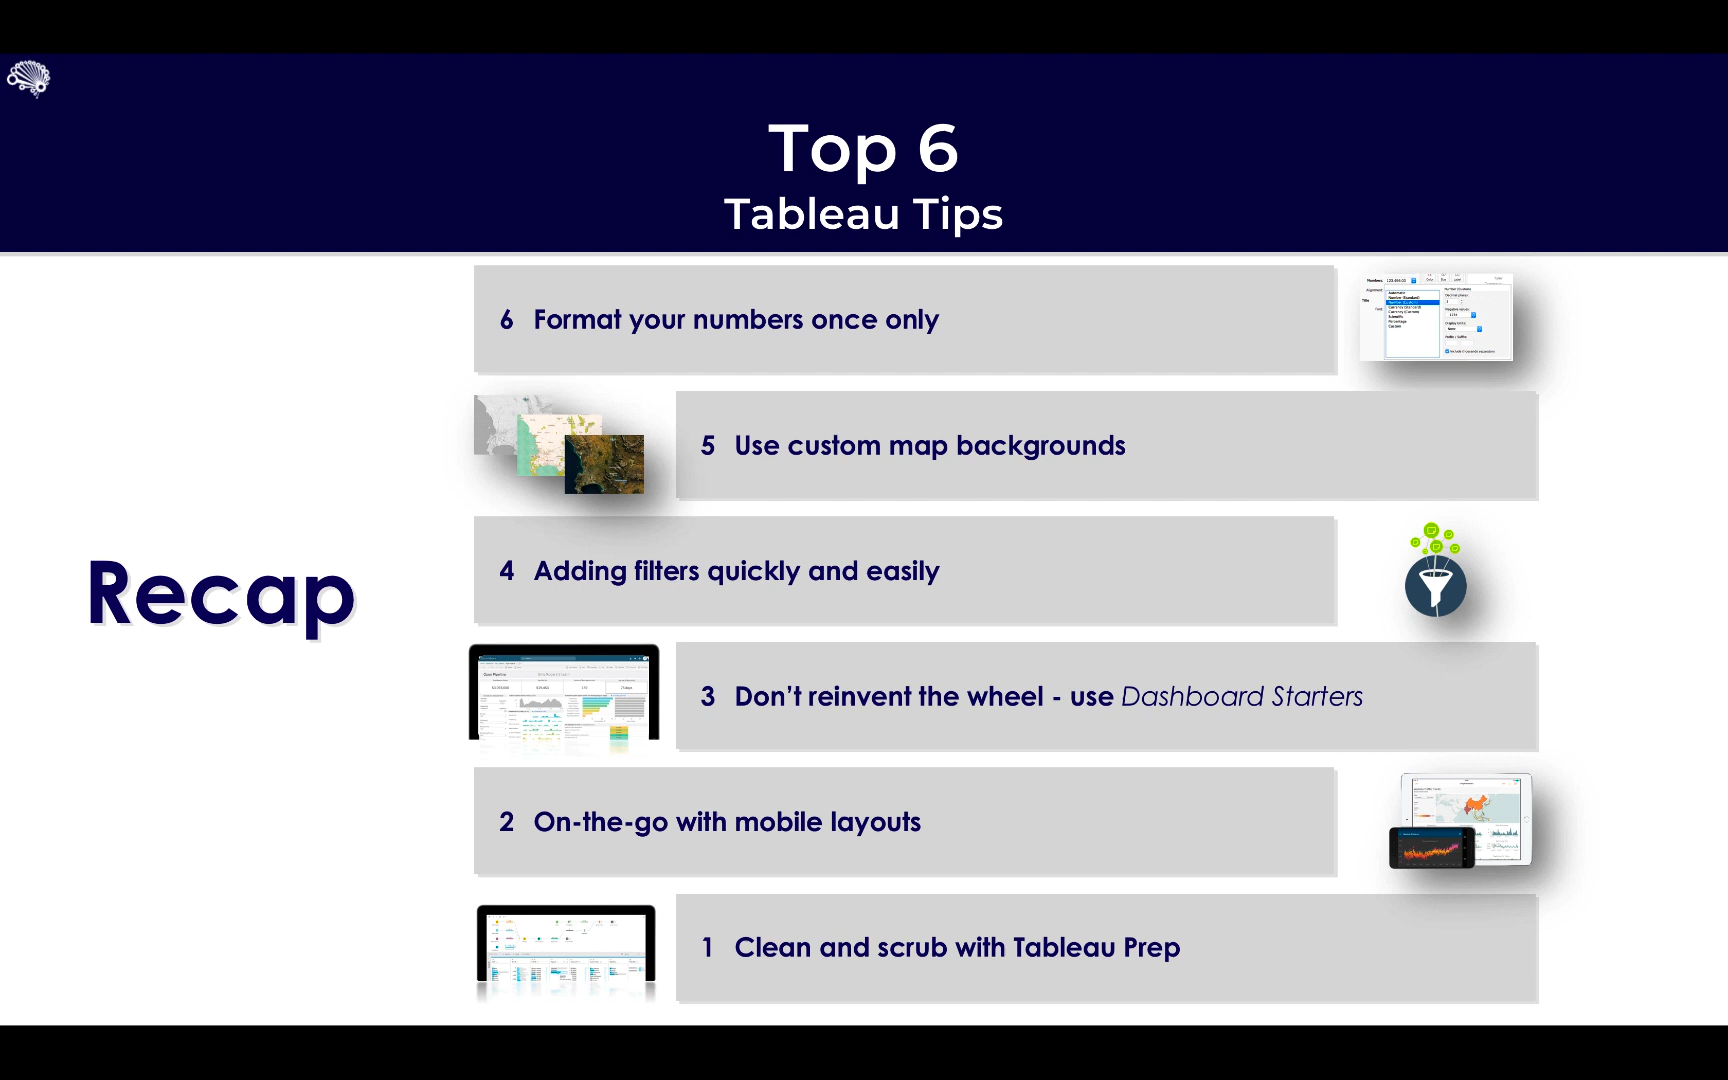 Top 6
Tableau Tips
Recap
6 Format your numbers once only
5 Use custom map backgrounds
4 Adding filters quickly and easily
3 Don’t reinvent the wheel - use Dashboard Starters
2 On-the-go with mobile layouts
1 Clean and scrub with Tableau Prep